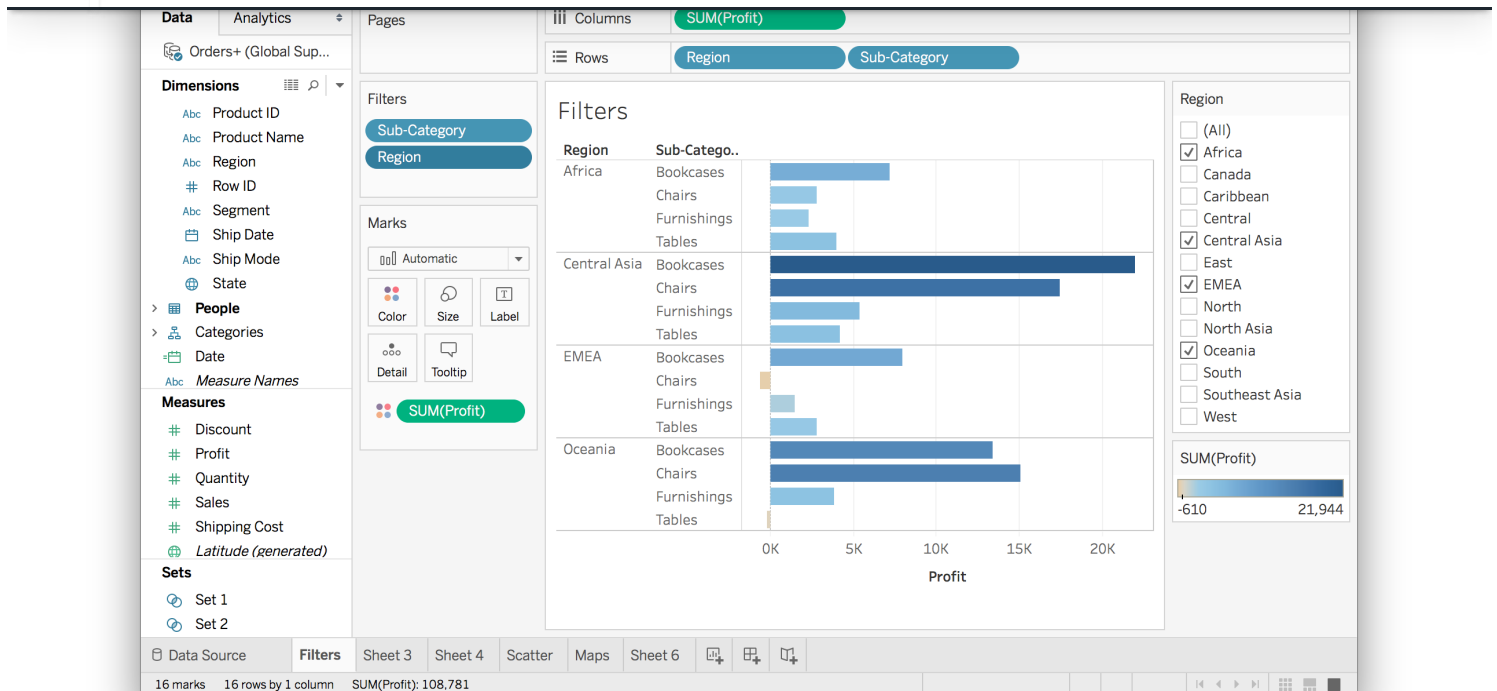 Data
Analytics
Orders+ (Global Sup...
Dimensions
Abc Product ID
Abc Product Name
Abc Region
# Row ID
Abc Segment
Ship Date
Abc Ship Mode
State
People
Categories
Date
Abc Measure Names
Measures
# Discount
# Profit
# Quantity
# Sales
# Shipping Cost
Latitude (generated)
Sets
Set 1
Set 2
Pages
Filters
Sub-Category
Region
Marks
Automatic
Color Size Label
Detail Tooltip
SUM(Profit)
Columns SUM(Profit)
Rows Region Sub-Category
Filters
Region Sub-Catego..
Africa Bookcases
Chairs
Furnishings
Tables
Central Asia Bookcases
Chairs
Furnishings
Tables
EMEA Bookcases
Chairs
Furnishings
Tables
Oceania Bookcases
Chairs
Furnishings
Tables
0K 5K 10K 15K 20K
Profit
Region
(All)
Africa
Canada
Caribbean
Central
Central Asia
East
EMEA
North
North Asia
Oceania
South
Southeast Asia
West
SUM(Profit)
-610 21,944
Data Source Filters Sheet 3 Sheet 4 Scatter Maps Sheet 6
16 marks 16 rows by 1 column SUM(Profit): 108,781